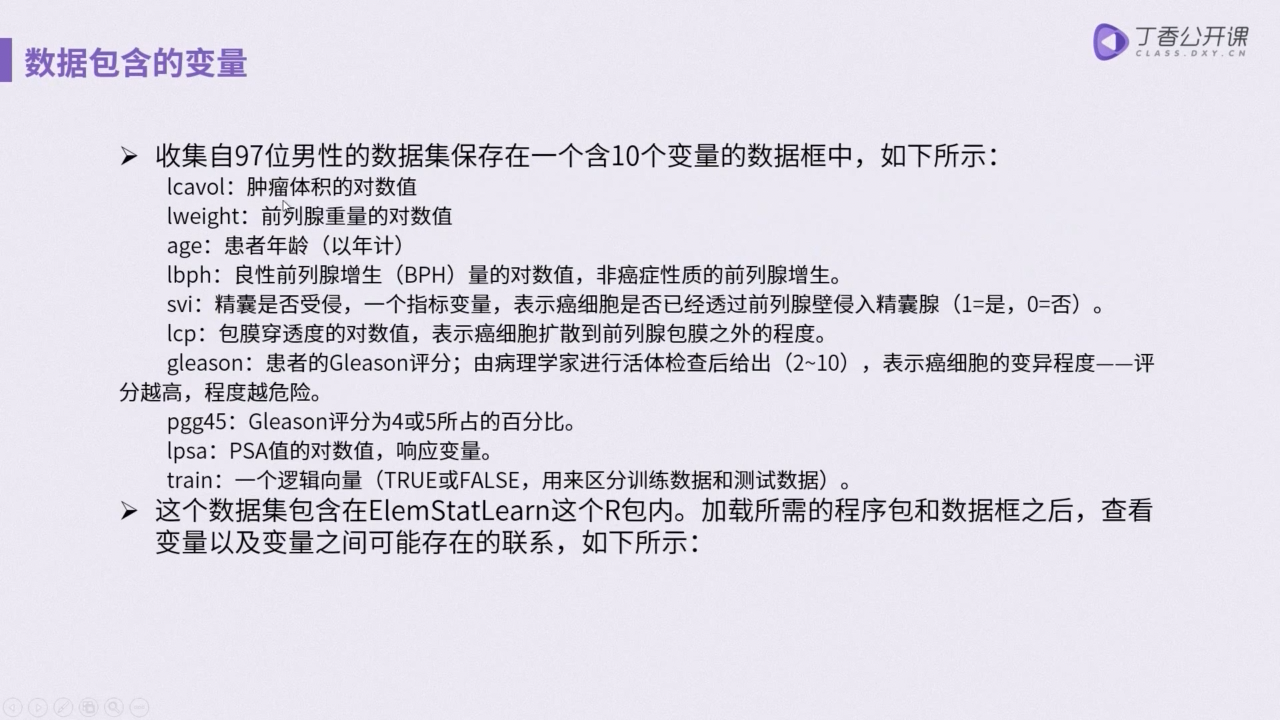 数据包含的变量
丁香公开课
CLASS.DXY.CN
收集自97位男性的数据集保存在一个含10个变量的数据框中，如下所示：
lcavol：肿瘤体积的对数值
lweight：前列腺重量的对数值
age：患者年龄（以年计）
lbph：良性前列腺增生（BPH）量的对数值，非癌症性质的前列腺增生。
svi：精囊是否受侵，一个指标变量，表示癌细胞是否已经透过前列腺壁侵入精囊腺（1=是，0=否）。
lcp：包膜穿透度的对数值，表示癌细胞扩散到前列腺包膜之外的程度。
gleason：患者的Gleason评分；由病理学家进行活体检查后给出（2~10），表示癌细胞的变异程度——评
分越高，程度越危险。
pgg45：Gleason评分为4或5所占的百分比。
lpsa：PSA值的对数值，响应变量。
train：一个逻辑向量（TRUE或FALSE，用来区分训练数据和测试数据）。
这个数据集包含在ElemStatLearn这个R包内。加载所需的程序包和数据框之后，查看
变量以及变量之间可能存在的联系，如下所示：